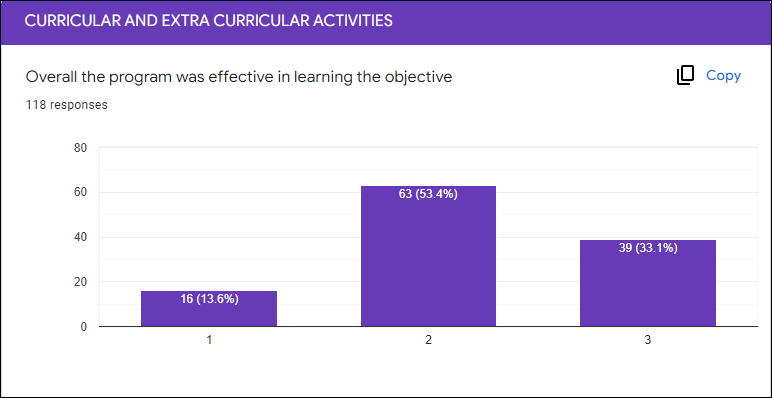 CURRICULAR AND EXTRA CURRICULAR ACTIVITIES
Overall the program was effective in learning the objective
Copy
118 responses
80
60
40
20
0
16 (13.6%)
63 (53.4%)
39 (33.1%)
1
2
3